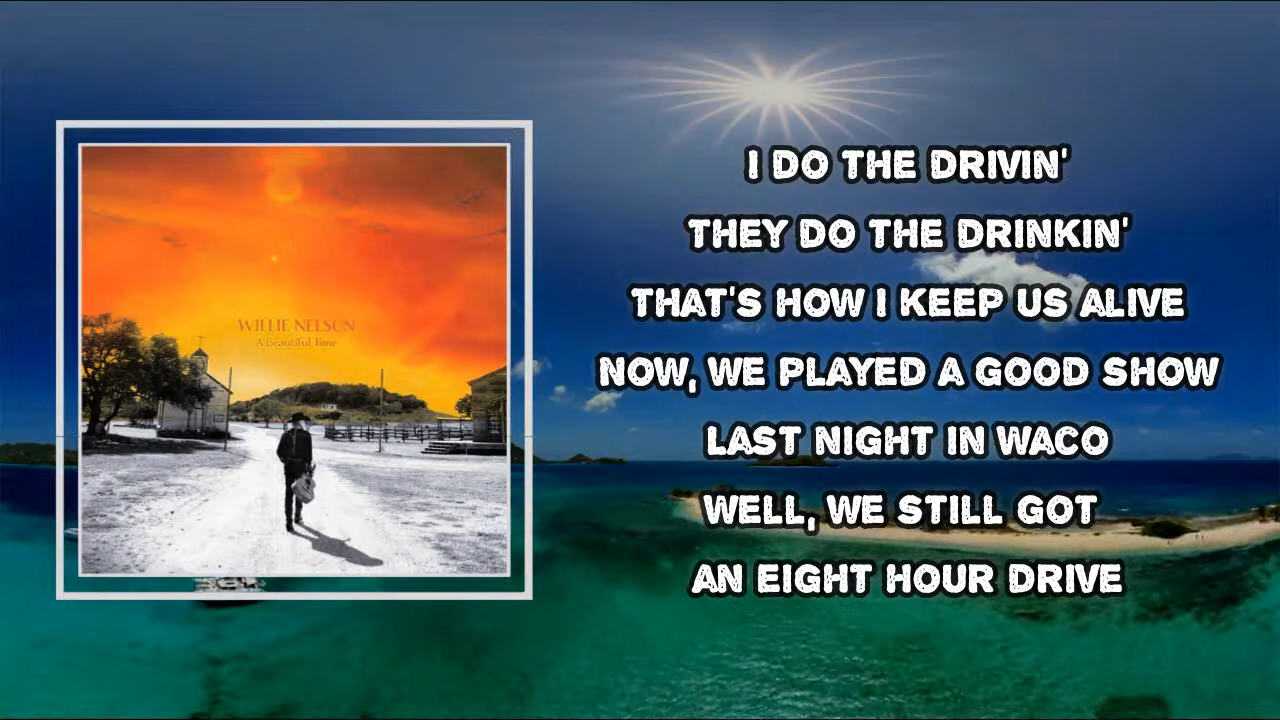 WILLIE NELSON
A Beautiful Time
I DO THE DRIVIN'
THEY DO THE DRINKIN'
THAT'S HOW I KEEP US ALIVE
NOW, WE PLAYED A GOOD SHOW
LAST NIGHT IN WACO
WELL, WE STILL GOT
AN EIGHT HOUR DRIVE